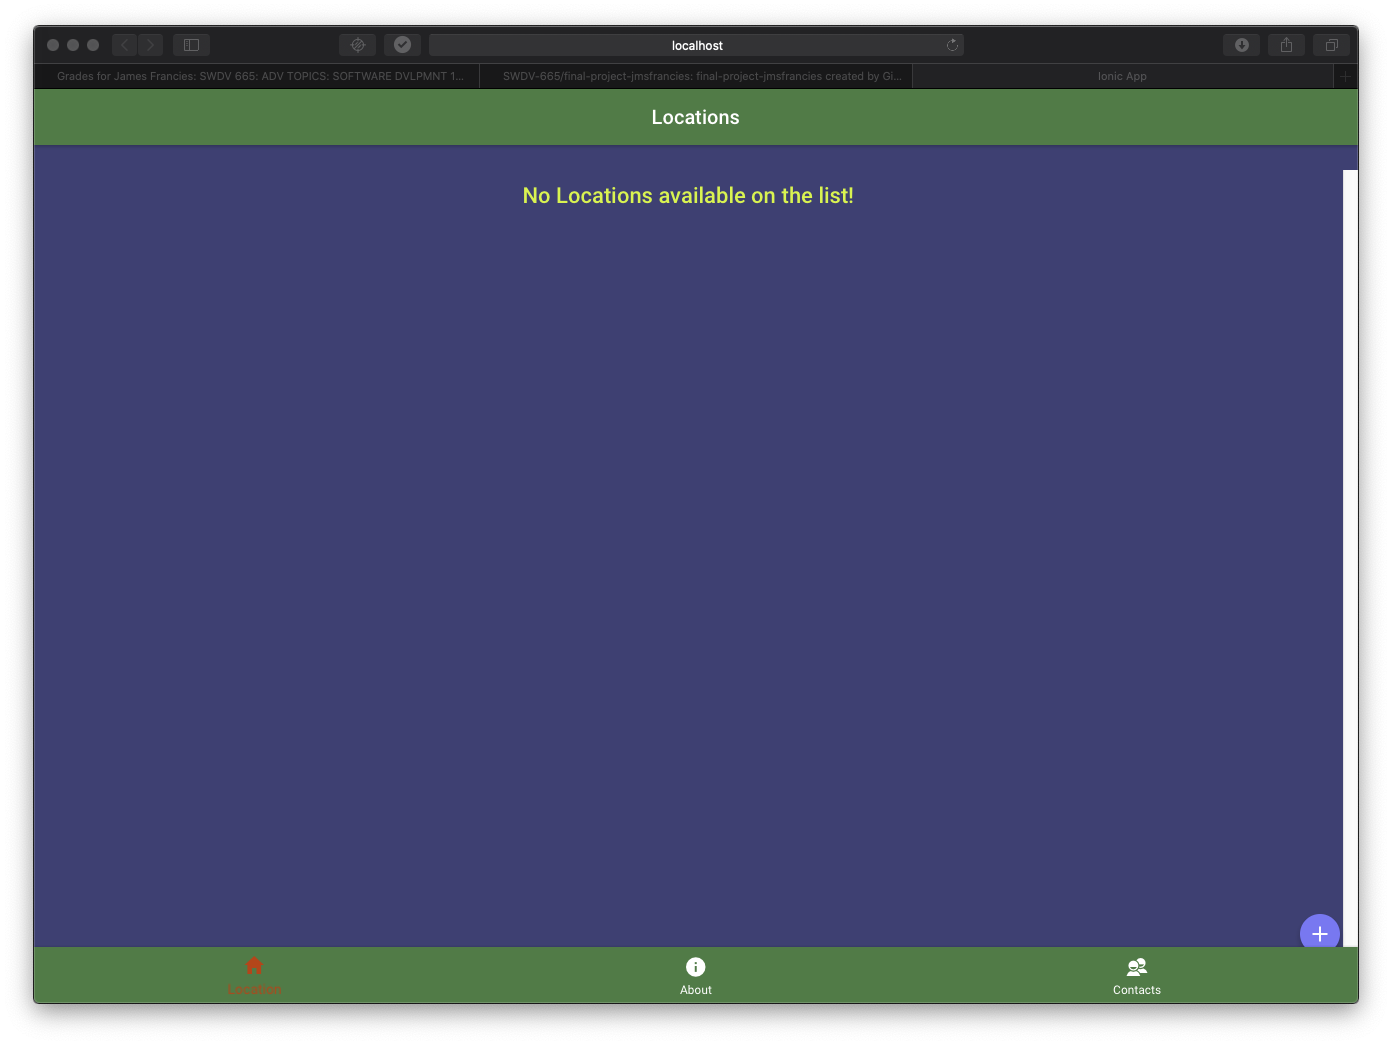 localhost
Grades for James Francies: SWDV 665: ADV TOPICS: SOFTWARE DVLPMNT 1...
SWDV-665/final-project-jmsfrancies: final-project-jmsfrancies created by Gi...
Ionic App
Locations
No Locations available on the list!
Location
About
Contacts